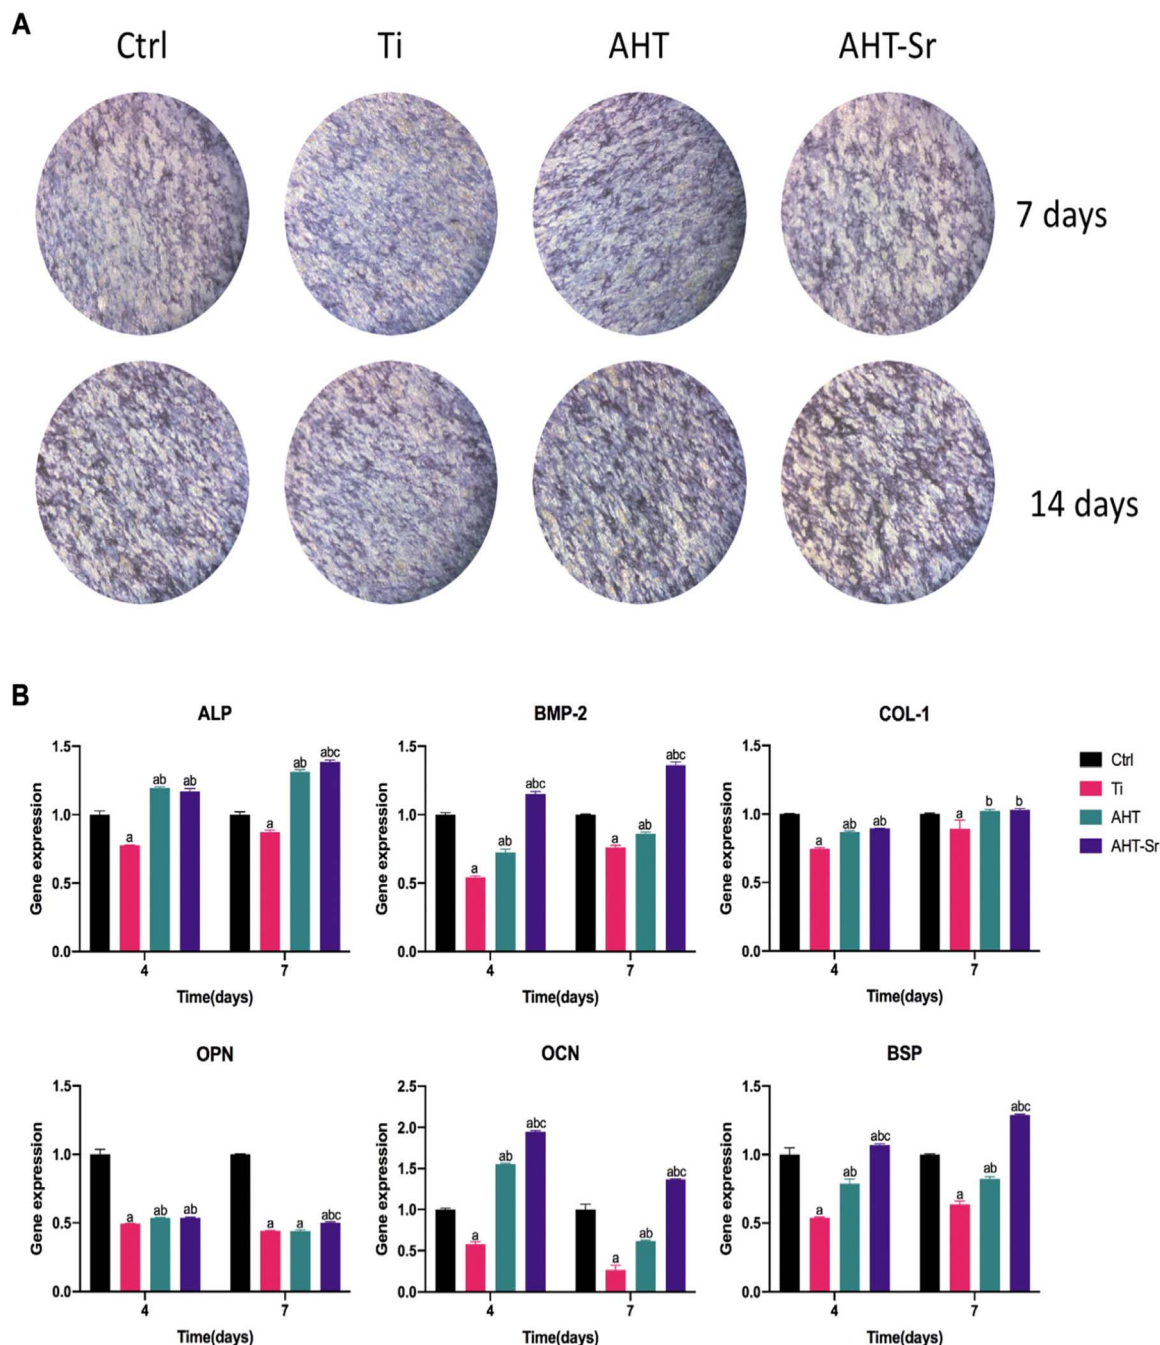 A
Ctrl Ti AHT AHT-Sr
7 days
14 days
B
ALP
Gene expression
1.5
1.0
0.5
0.0
a ab ab a ab abc
4 7
Time(days)
BMP-2
Gene expression
1.5
1.0
0.5
0.0
a ab abc a ab abc
4 7
Time(days)
COL-1
Gene expression
1.5
1.0
0.5
0.0
a ab ab a b b
4 7
Time(days)
Ctrl
Ti
AHT
AHT-Sr
OPN
Gene expression
1.5
1.0
0.5
0.0
a ab ab a a abc
4 7
Time(days)
OCN
Gene expression
2.5
2.0
1.5
1.0
0.5
0.0
a ab abc a ab abc
4 7
Time(days)
BSP
Gene expression
1.5
1.0
0.5
0.0
a ab abc a ab abc
4 7
Time(days)